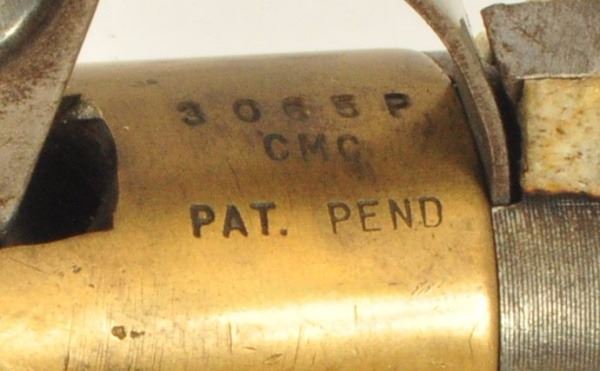 3065P
CMC
PAT. PEND